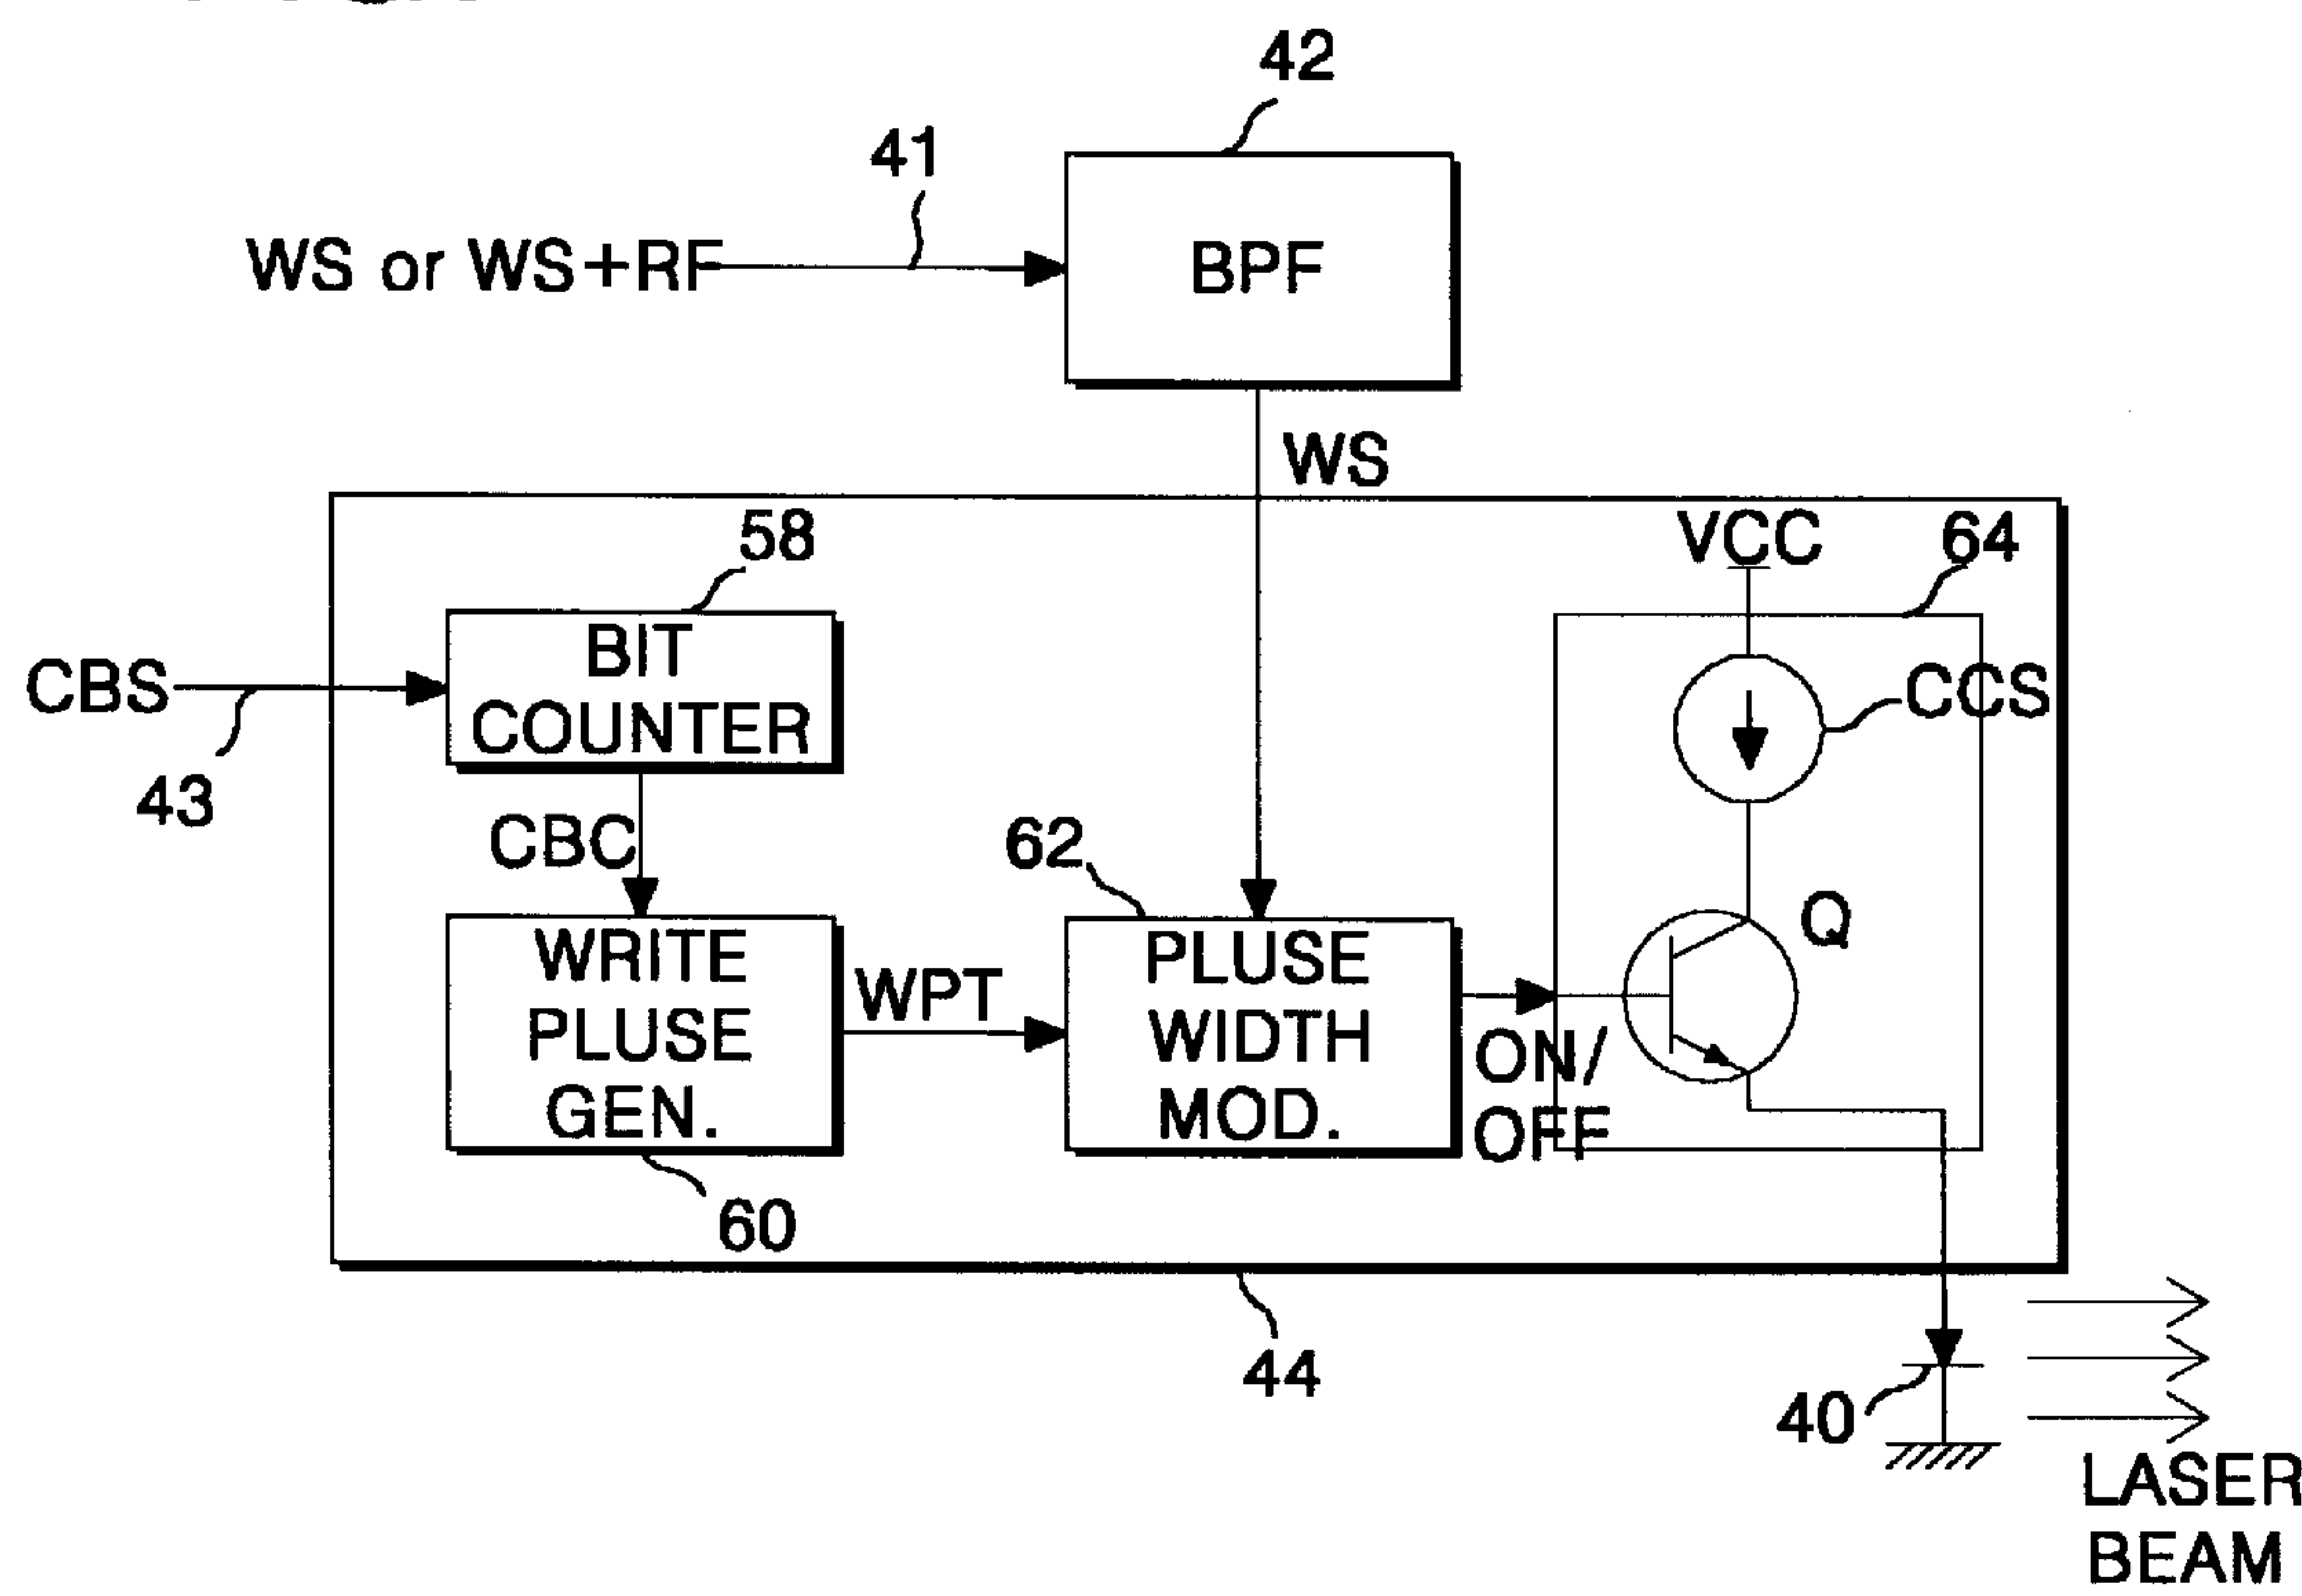 42
41
WS or WS+RF
BPF
WS
58
VCC
64
BIT
COUNTER
CBS
CCS
43
CBC
62
Q
WRITE
PLUSE
GEN.
WPT
PLUSE
WIDTH
MOD.
ON/
OFF
60
44
40
LASER
BEAM